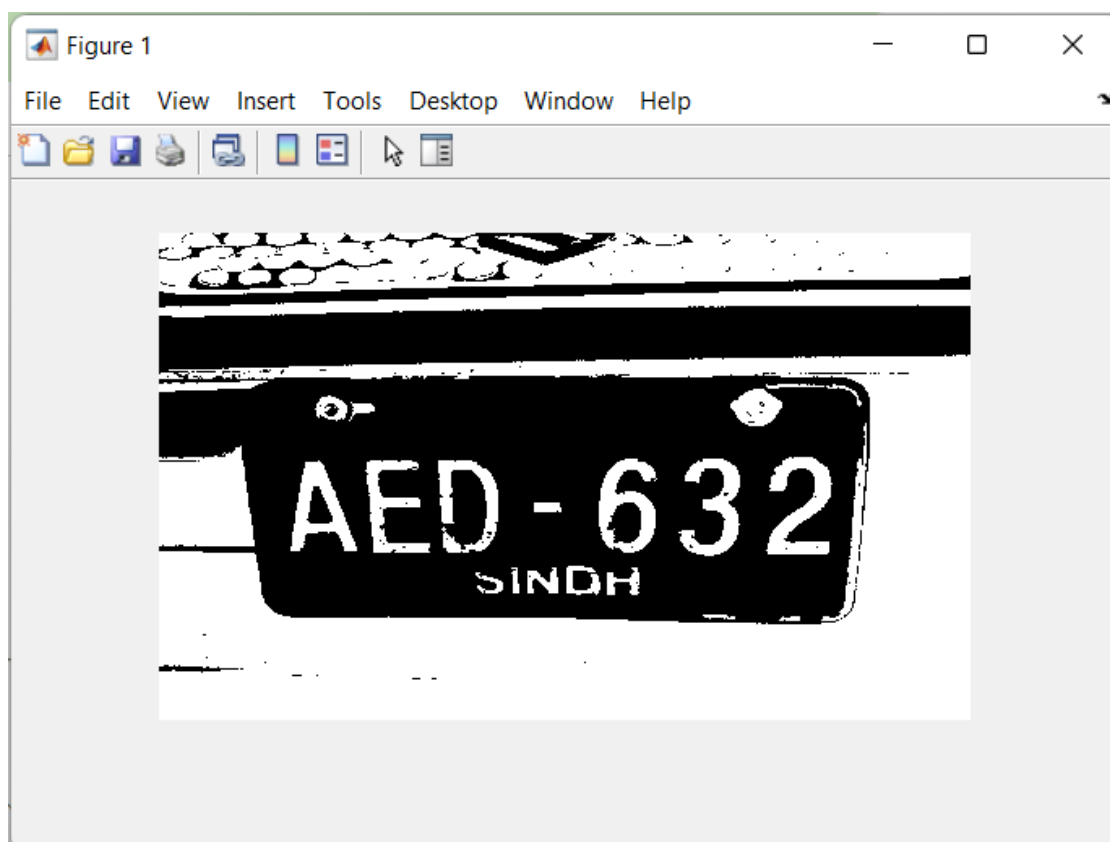 Figure 1
File Edit View Insert Tools Desktop Window Help
AED - 632
SINDH